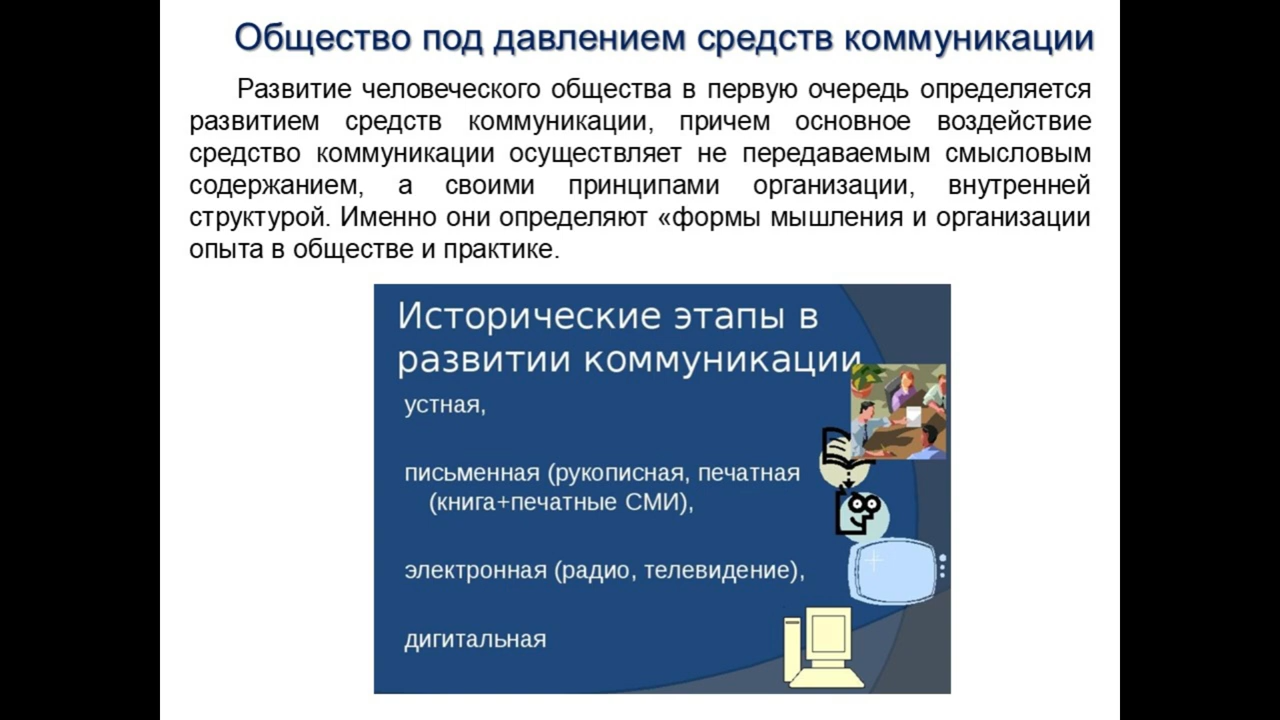 Общество под давлением средств коммуникации
Развитие человеческого общества в первую очередь определяется
развитием средств коммуникации, причем основное воздействие
средство коммуникации осуществляет не передаваемым смысловым
содержанием, а своими принципами организации, внутренней
структурой. Именно они определяют «формы мышления и организации
опыта в обществе и практике.
Исторические этапы в
развитии коммуникации
устная,
письменная (рукописная, печатная
(книга+печатные СМИ),
электронная (радио, телевидение),
дигитальная